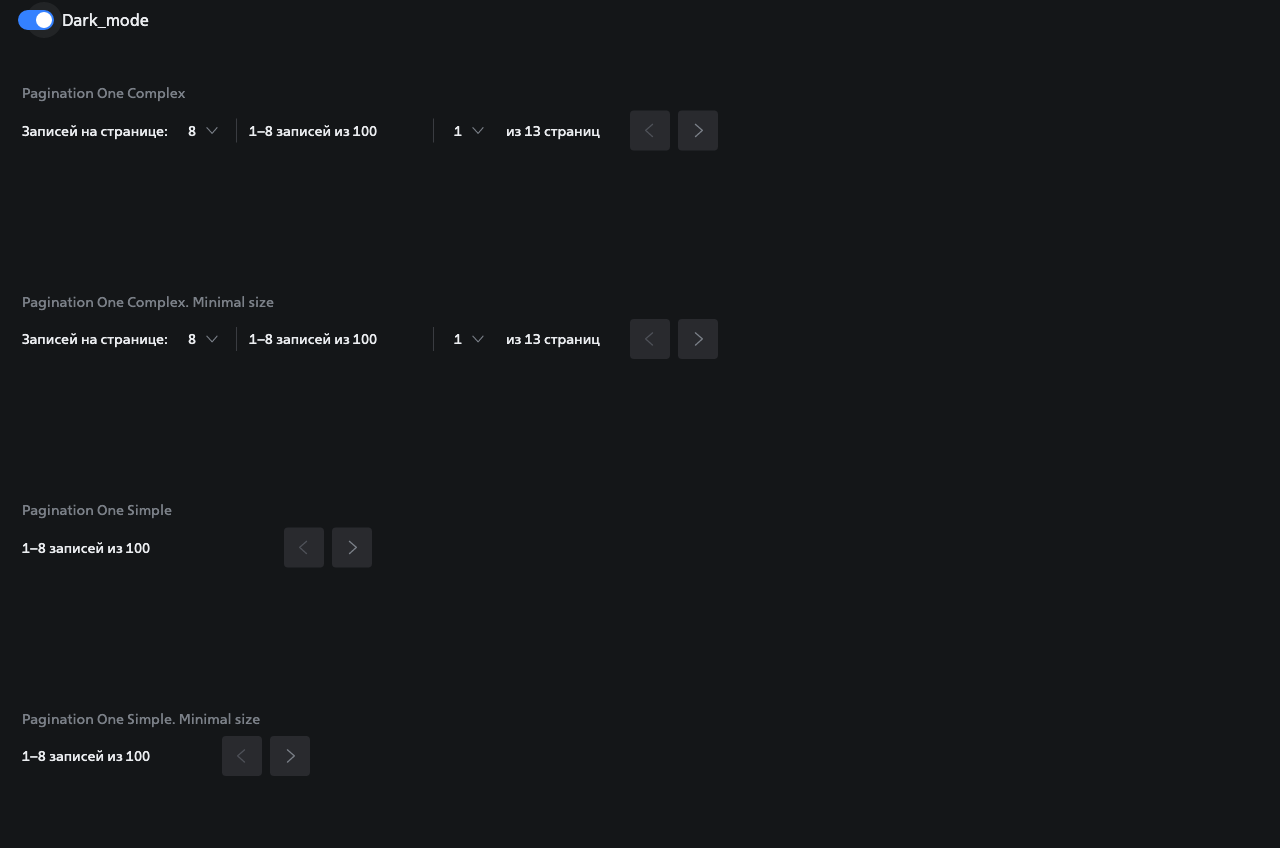 Dark_mode
Pagination One Complex
Записей на странице: 8 1–8 записей из 100 1 из 13 страниц
Pagination One Complex. Minimal size
Записей на странице: 8 1–8 записей из 100 1 из 13 страниц
Pagination One Simple
1–8 записей из 100
Pagination One Simple. Minimal size
1–8 записей из 100